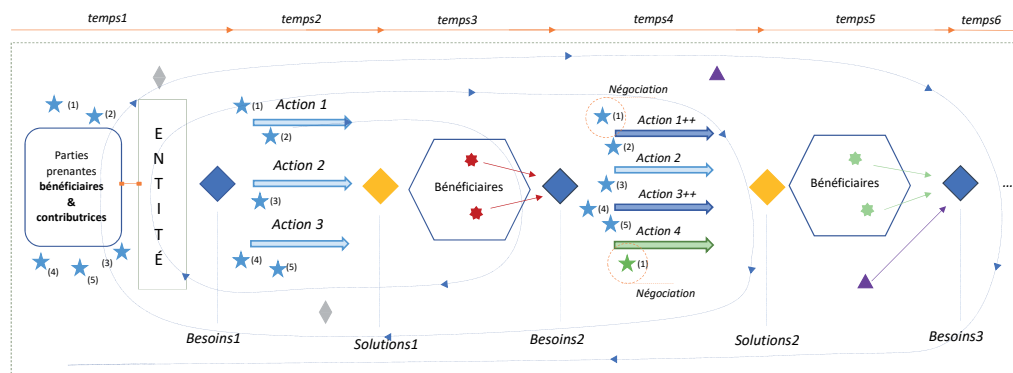 temps1 temps2 temps3 temps4 temps5 temps6
Négociation
(1) (2) (1) Action 1 (2) (1) Action 1++ (2)
Parties
prenantes
bénéficiaires
&
contributrices
E
N
T
I
T
É
Action 2
(3)
Action 3
(4) (5)
Bénéficiaires
Action 2
(3)
Action 3++
(4) (5)
Action 4
(1)
Négociation
Bénéficiaires
...
(3)
(4) (5)
Besoins1 Solutions1 Besoins2 Solutions2 Besoins3